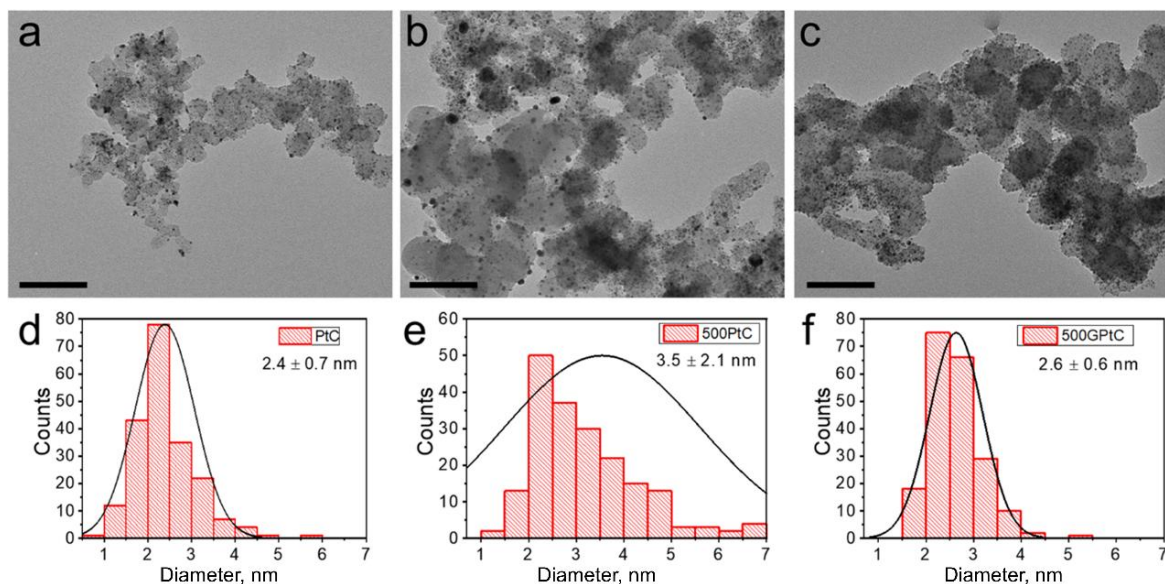 a
b
c
d
80
70
60
50
40
30
20
10
0
Counts
PtC
2.4 ± 0.7 nm
1 2 3 4 5 6 7
Diameter, nm
e
60
50
40
30
20
10
0
Counts
500PtC
3.5 ± 2.1 nm
1 2 3 4 5 6 7
Diameter, nm
f
80
70
60
50
40
30
20
10
0
Counts
500GPtC
2.6 ± 0.6 nm
1 2 3 4 5 6 7
Diameter, nm